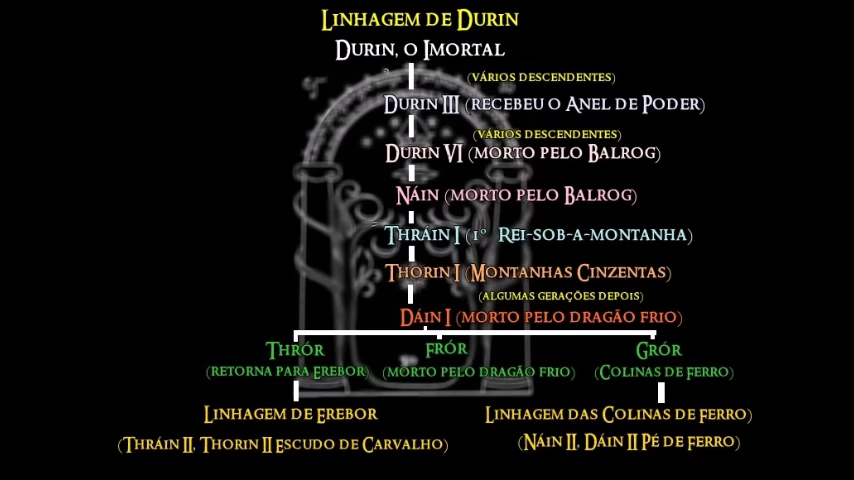 Linhagem de Durin
Durin, o Imortal
(vários descendentes)
Durin III (recebeu o Anel de Poder)
(vários descendentes)
Durin VI (morto pelo Balrog)
Náin (morto pelo Balrog)
Thráin I (1º Rei-sob-a-montanha)
Thorin I (Montanhas Cinzentas)
(algumas gerações depois)
Dáin I (morto pelo dragão frio)
Thrór Frór Grór
(retorna para Erebor) (morto pelo dragão frio) (Colinas de Ferro)
Linhagem de Erebor Linhagem das Colinas de Ferro)
(Thráin II, Thorin II Escudo de Carvalho) (Náin II, Dáin II Pé de Ferro)